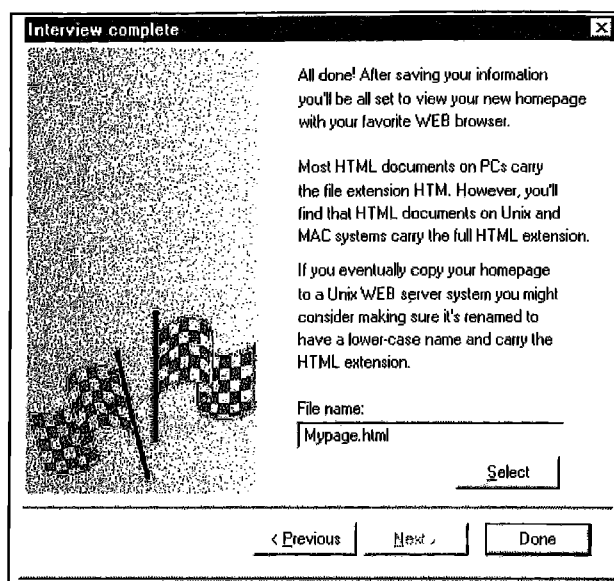 Interview complete
All done! After saving your information
you'll be all set to view your new homepage
with your favorite WEB browser.
Most HTML documents on PCs carry
the file extension HTM. However, you'll
find that HTML documents on Unix and
MAC systems carry the full HTML extension.
If you eventually copy your homepage
to a Unix WEB server system you might
consider making sure it's renamed to
have a lower-case name and carry the
HTML extension.
File name:
Mypage.html
Select
< Previous
Next >
Done